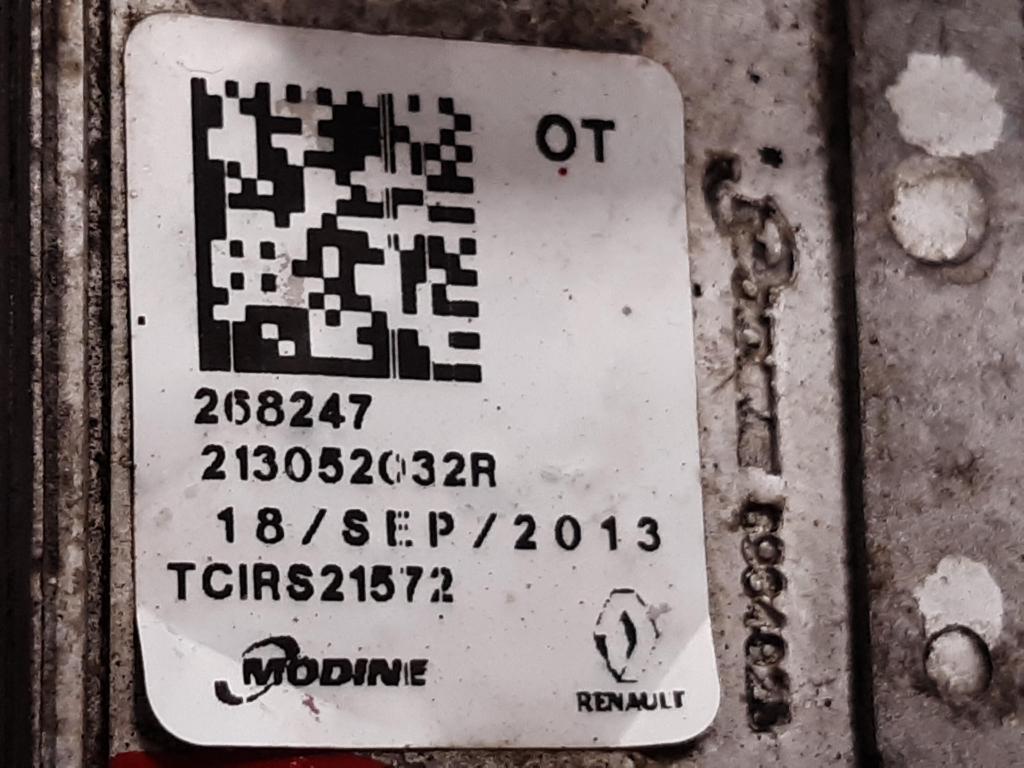 OT
268247
213052032R
18/SEP/2013
TCIRS21572
MODINE
RENAULT